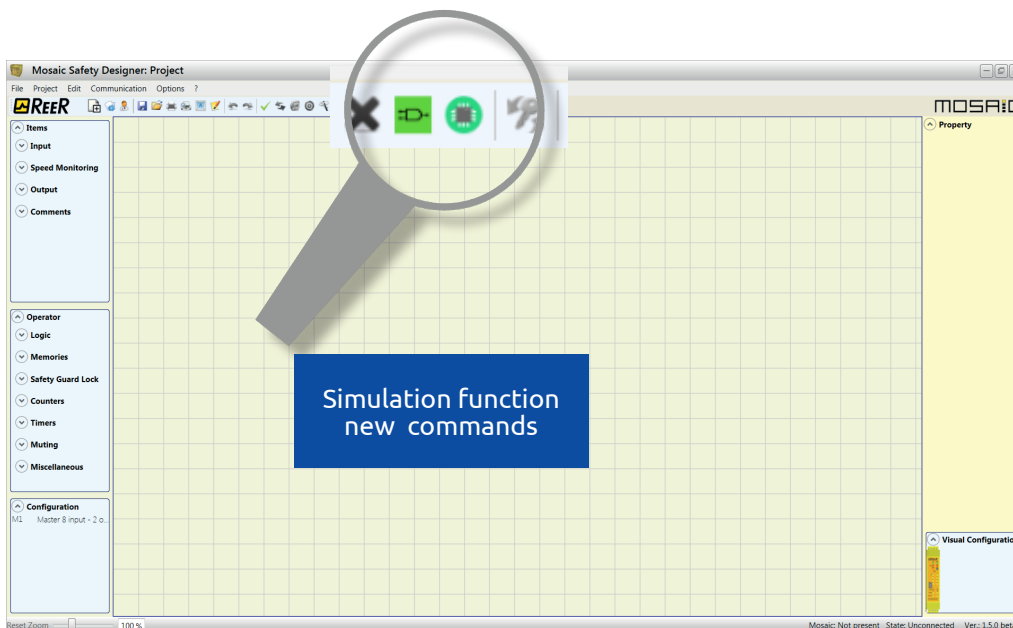 Mosaic Safety Designer: Project
File Project Edit Communication Options ?
REER
MOSAIC
Items
Input
Speed Monitoring
Output
Comments
Operator
Logic
Memories
Safety Guard Lock
Counters
Timers
Muting
Miscellaneous
Configuration
M1 Master 8 input - 2 o...
Simulation function
new commands
Property
Visual Configuratio
Reset Zoom
100 %
Mosaic: Not present State: Unconnected Ver.: 1.5.0 beta